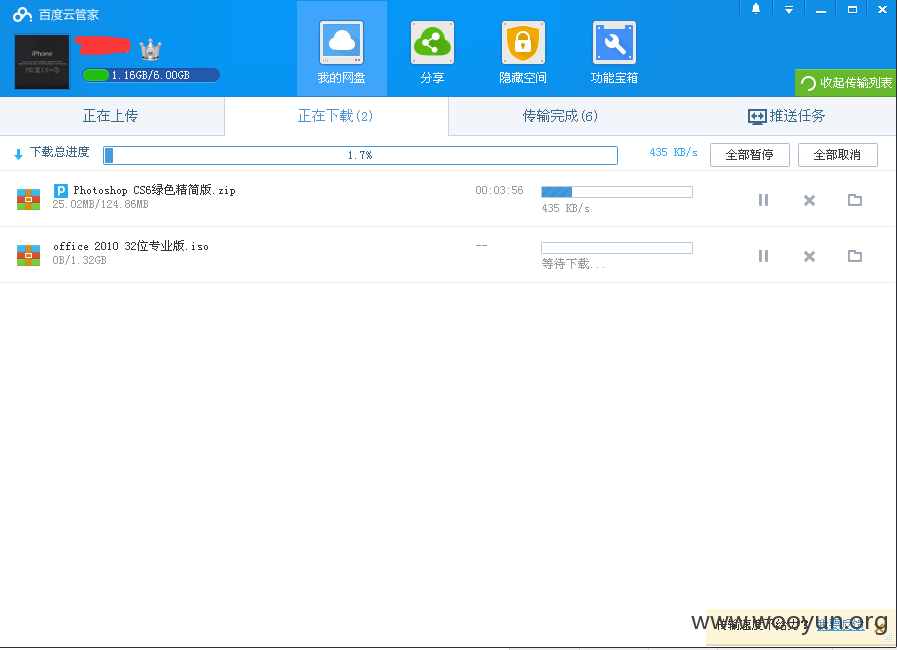 百度云管家
iPhone
1.16GB/6.00GB
我的网盘
分享
隐藏空间
功能宝箱
收起传输列表
正在上传
正在下载(2)
传输完成(6)
推送任务
下载总进度
1.7%
435 KB/s
全部暂停
全部取消
P Photoshop CS6绿色精简版.zip
25.02MB/124.86MB
00:03:56
435 KB/s
office 2010 32位专业版.iso
0B/1.32GB
--
等待下载...
传输速度不给力？ 我要反馈
www.wooyun.org